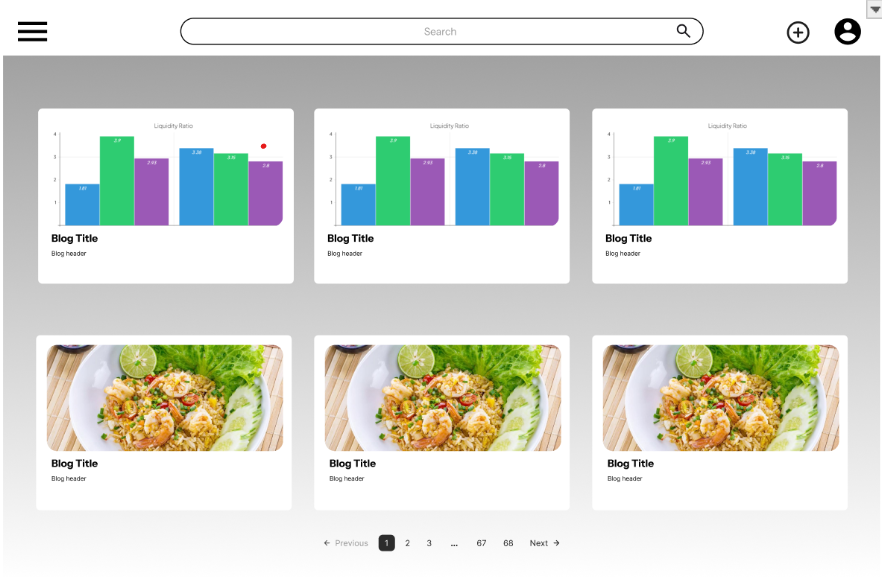 Search
Liquidity Ratio
4
3
2
1
1.81
3.9
2.93
3.38
3.16
2.8
Blog Title
Blog header
Liquidity Ratio
4
3
2
1
1.81
3.9
2.93
3.38
3.16
2.8
Blog Title
Blog header
Liquidity Ratio
4
3
2
1
1.81
3.9
2.93
3.38
3.16
2.8
Blog Title
Blog header
Blog Title
Blog header
Blog Title
Blog header
Blog Title
Blog header
← Previous 1 2 3 ... 67 68 Next →